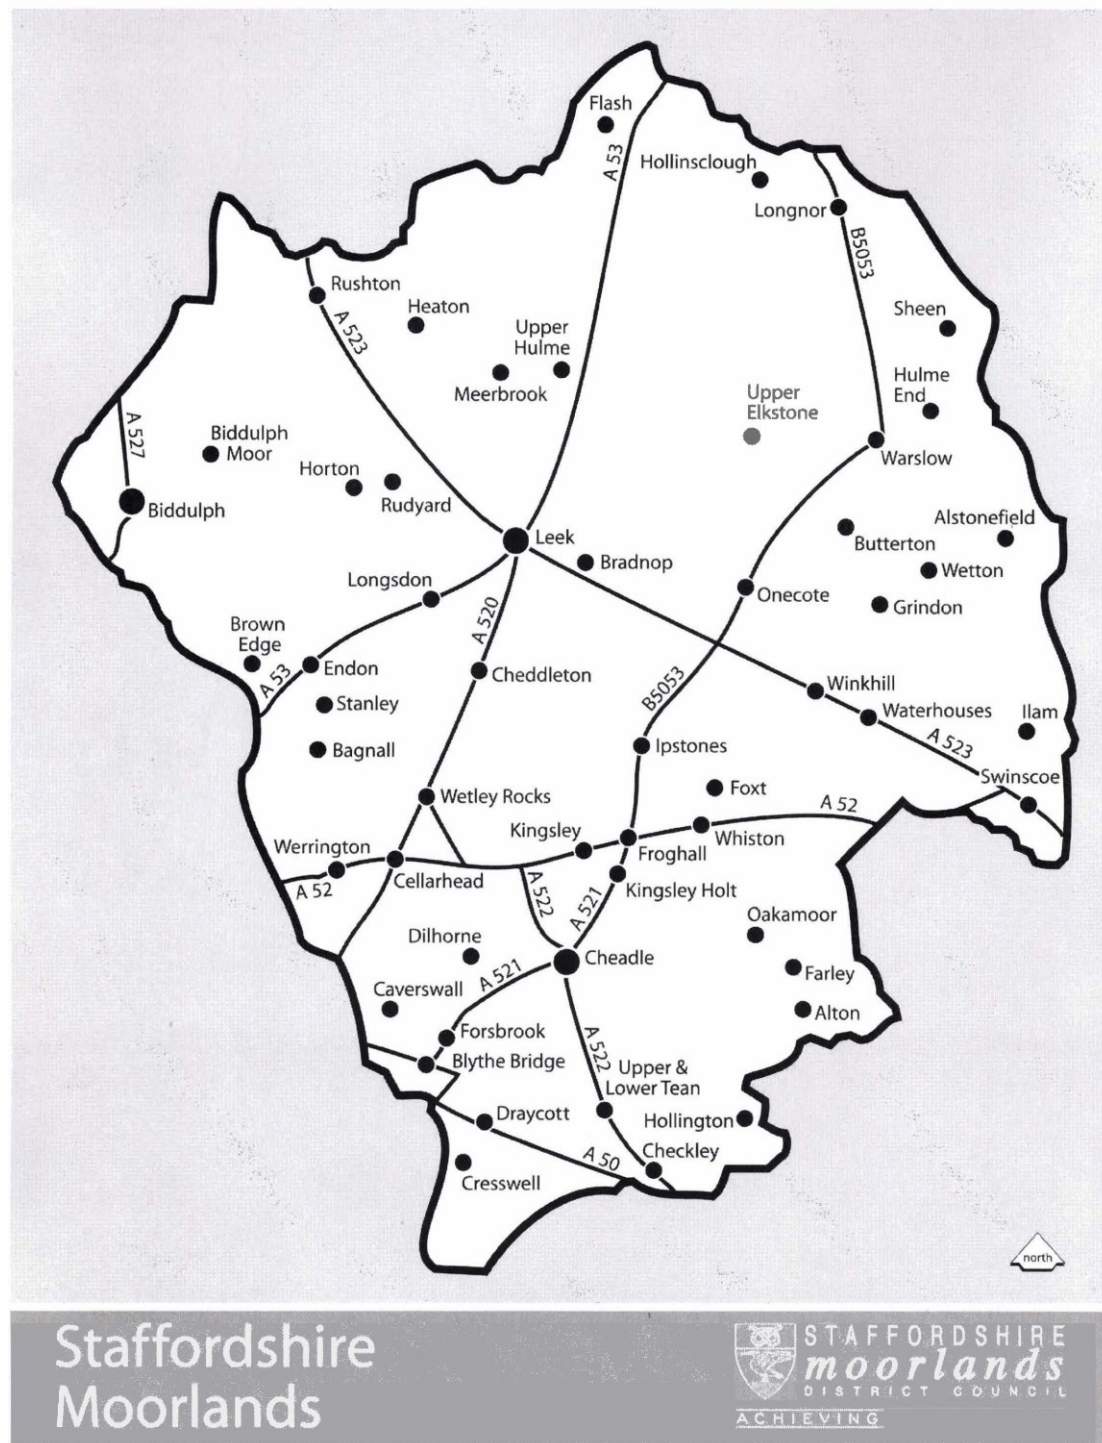 Flash
A 53
Hollinsclough
Longnor
B5053
Rushton
A 523
Heaton
Upper
Hulme
Meerbrook
Sheen
Hulme
End
Upper
Elkstone
A 527
Biddulph
Moor
Horton
Rudyard
Warslow
Biddulph
Leek
Bradnop
Butterton
Alstonefield
Wetton
Longsdon
Onecote
Grindon
A 520
Brown
Edge
Endon
A 53
Cheddleton
Stanley
B5053
Winkhill
Waterhouses
Ilam
Bagnall
Ipstones
A 523
Swinscoe
Wetley Rocks
Foxt
Kingsley
A 52
Werrington
Froghall
Whiston
A 52
Cellarhead
A 522
A 521
Kingsley Holt
Oakamoor
Dilhorne
Cheadle
A 521
Farley
Caverswall
Alton
Forsbrook
A 522
Blythe Bridge
Upper &
Lower Tean
Draycott
Hollington
A 50
Checkley
Cresswell
north
Staffordshire
Moorlands
STAFFORDSHIRE
moorlands
DISTRICT COUNCIL
ACHIEVING